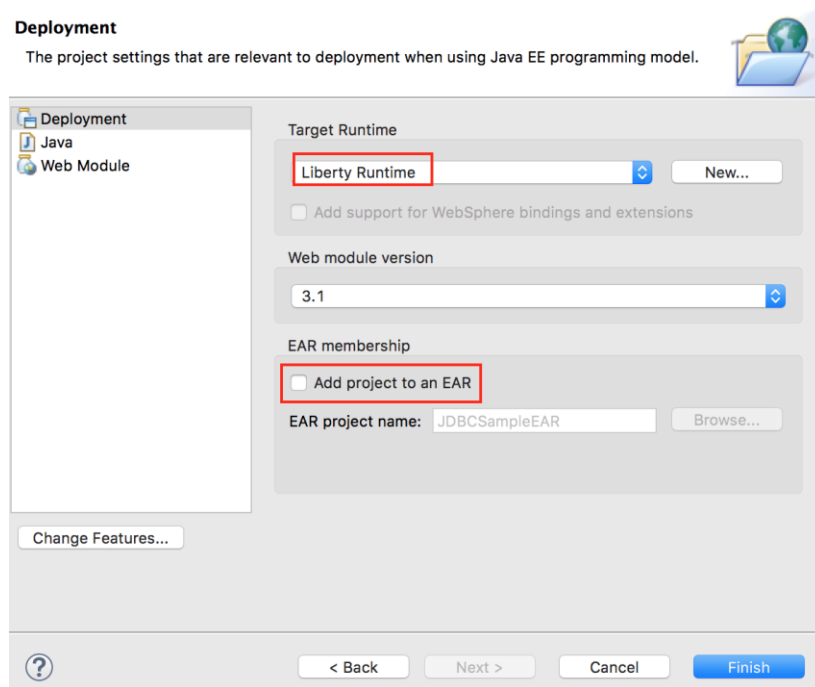 Deployment
The project settings that are relevant to deployment when using Java EE programming model.
Deployment
Java
Web Module
Change Features...
Target Runtime
Liberty Runtime
New...
Add support for WebSphere bindings and extensions
Web module version
3.1
EAR membership
Add project to an EAR
EAR project name: JDBCSampleEAR Browse...
? < Back Next > Cancel Finish